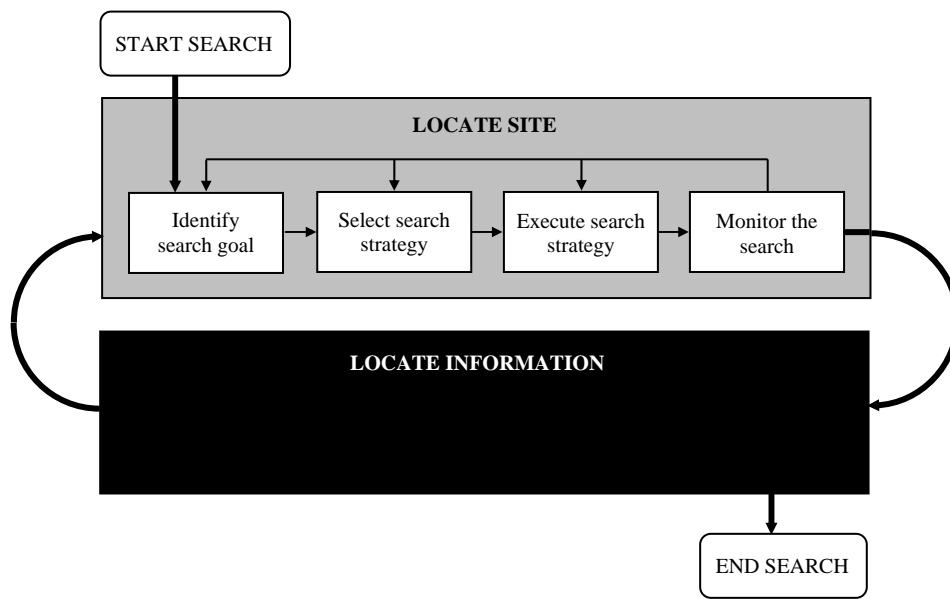 START SEARCH
LOCATE SITE
Identify
search goal
Select search
strategy
Execute search
strategy
Monitor the
search
LOCATE INFORMATION
END SEARCH